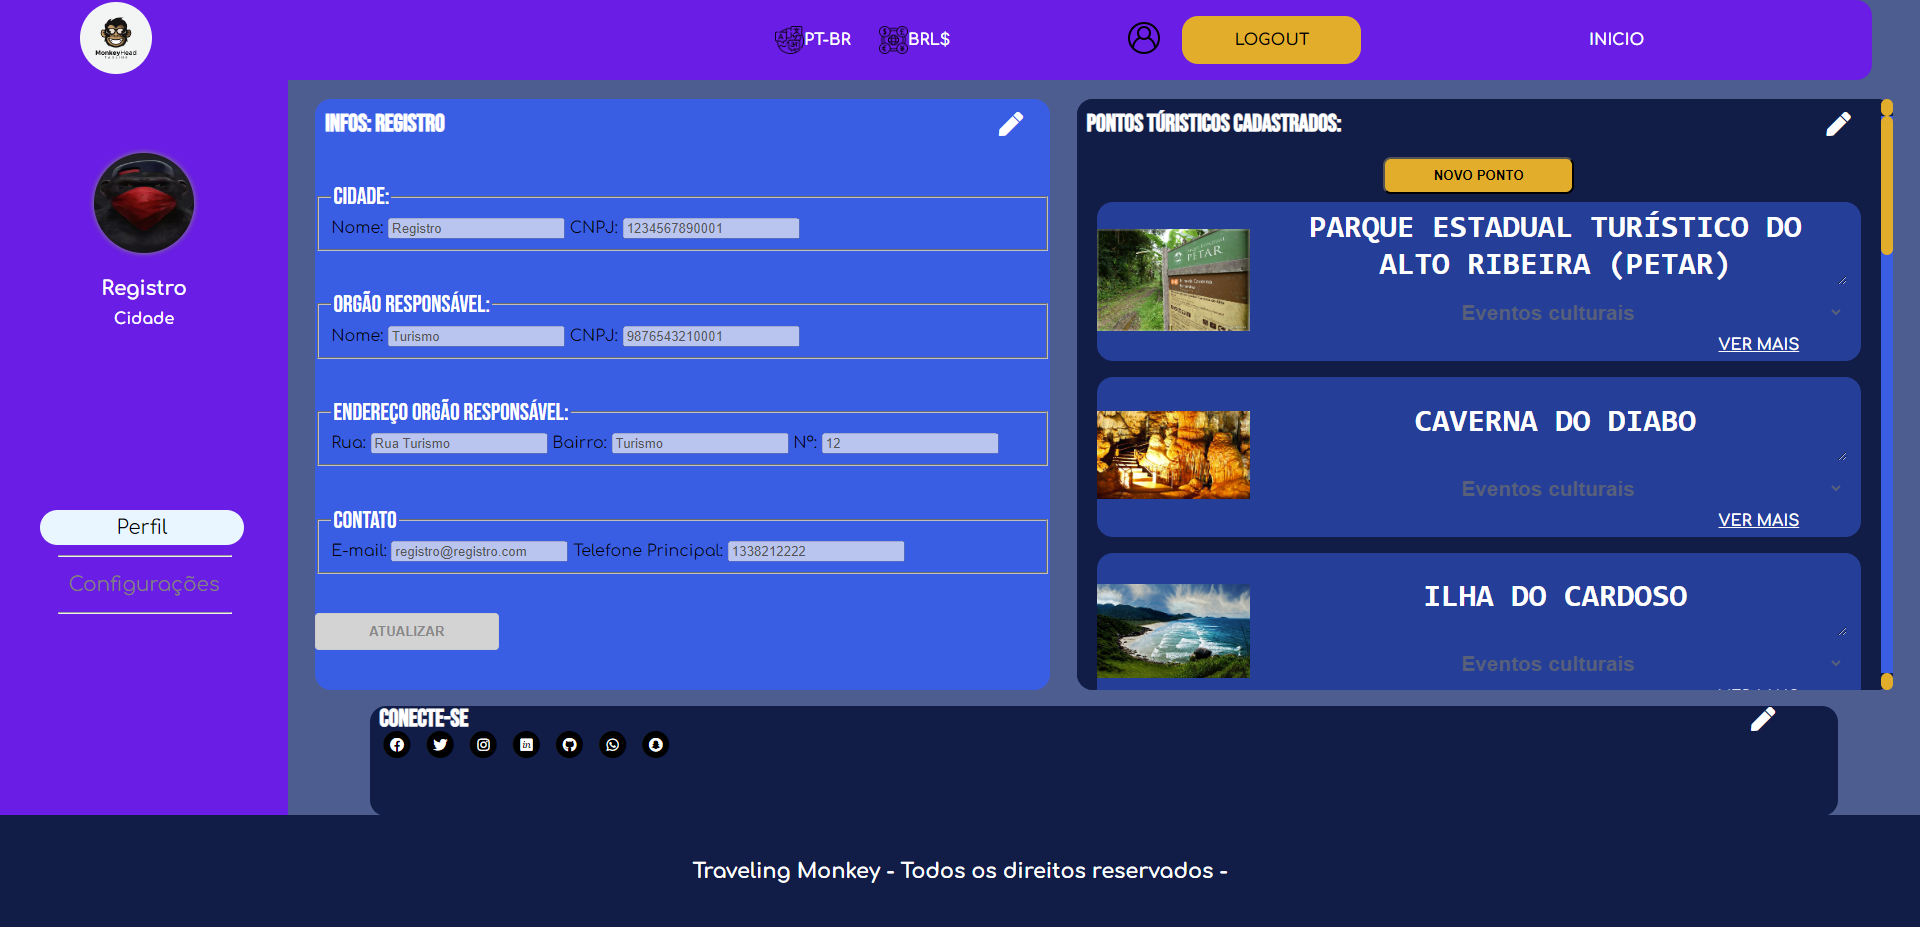 MonkeyHead
PT-BR
BRL$
LOGOUT
INICIO
Registro
Cidade
Perfil
Configurações
INFOS: REGISTRO
CIDADE:
Nome: Registro CNPJ: 1234567890001
ORGÃO RESPONSÁVEL:
Nome: Turismo CNPJ: 9876543210001
ENDEREÇO ORGÃO RESPONSÁVEL:
Rua: Rua Turismo Bairro: Turismo Nº: 12
CONTATO
E-mail: registro@registro.com Telefone Principal: 1338212222
ATUALIZAR
PONTOS TÚRISTICOS CADASTRADOS:
NOVO PONTO
PETAR
PARQUE ESTADUAL TURÍSTICO DO
ALTO RIBEIRA (PETAR)
Eventos culturais
VER MAIS
CAVERNA DO DIABO
Eventos culturais
VER MAIS
ILHA DO CARDOSO
Eventos culturais
CONECTE-SE
Traveling Monkey - Todos os direitos reservados -